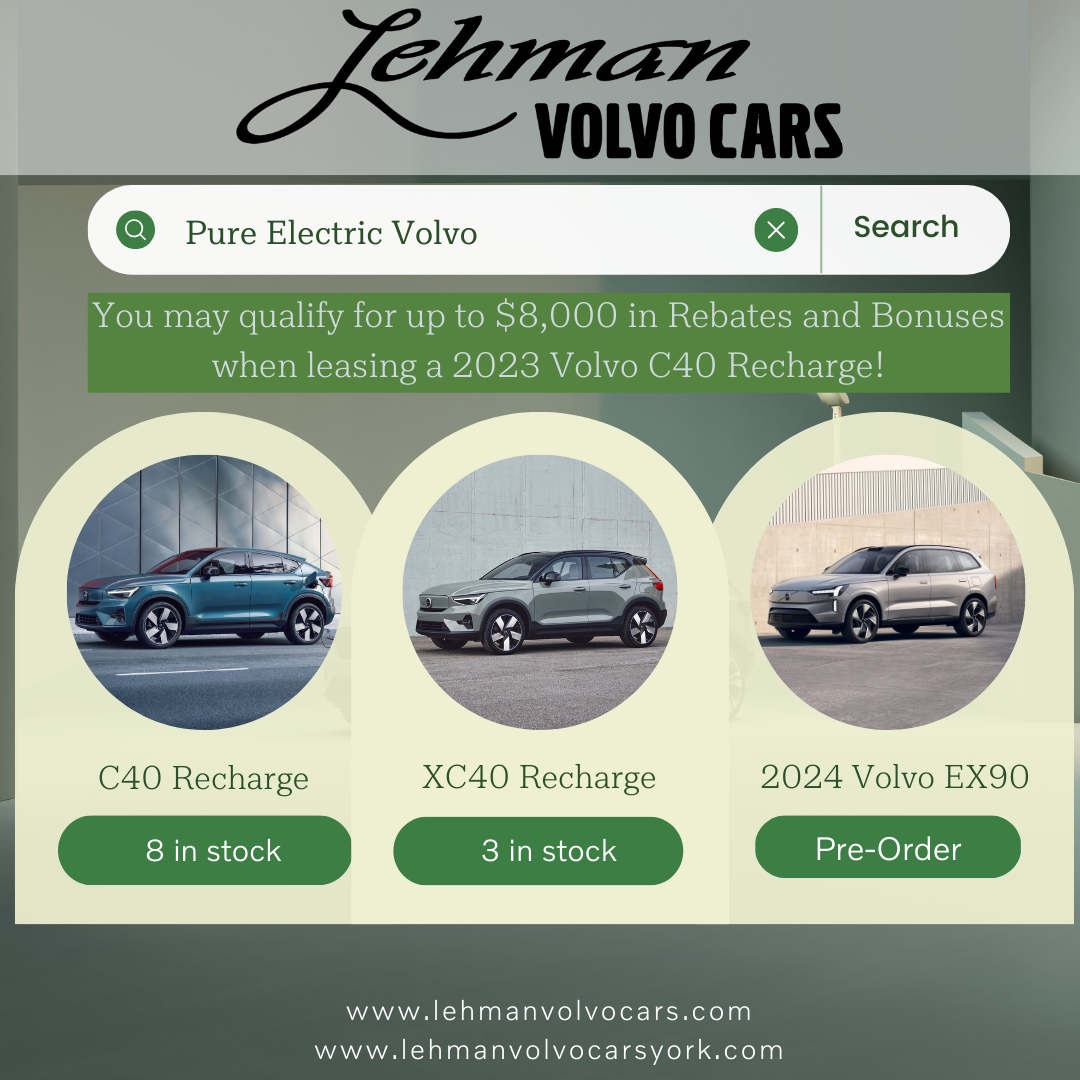 Lehman
VOLVO CARS
Pure Electric Volvo
Search
You may qualify for up to $8,000 in Rebates and Bonuses
when leasing a 2023 Volvo C40 Recharge!
C40 Recharge
XC40 Recharge
2024 Volvo EX90
8 in stock
3 in stock
Pre-Order
www.lehmanvolvocars.com
www.lehmanvolvocarsyork.com